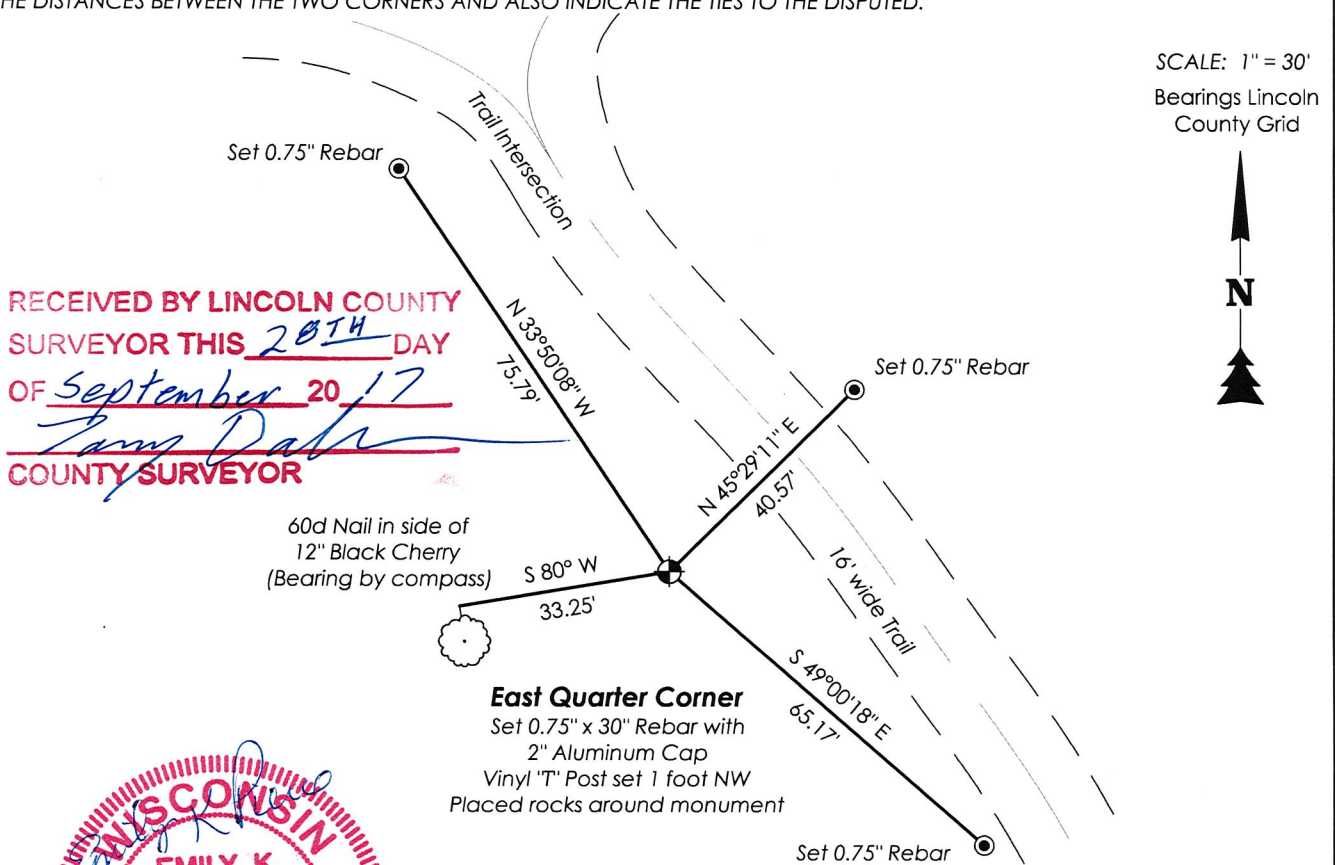 THE DISTANCES BETWEEN THE TWO CORNERS AND ALSO INDICATE THE TIES TO THE DISPUTED.
SCALE: 1" = 30'
Bearings Lincoln
County Grid
N
Trail Intersection
Set 0.75" Rebar
RECEIVED BY LINCOLN COUNTY
SURVEYOR THIS 28TH DAY
OF September 20 17
COUNTY SURVEYOR
N 33°50'08" W
75.79'
Set 0.75" Rebar
N 45°29'11" E
40.57'
60d Nail in side of
12" Black Cherry
(Bearing by compass)
S 80° W
33.25'
16' wide Trail
S 49°00'18" E
65.17'
East Quarter Corner
Set 0.75" x 30" Rebar with
2" Aluminum Cap
Vinyl 'T' Post set 1 foot NW
Placed rocks around monument
Set 0.75" Rebar
WISCONSIN
EMILY K.